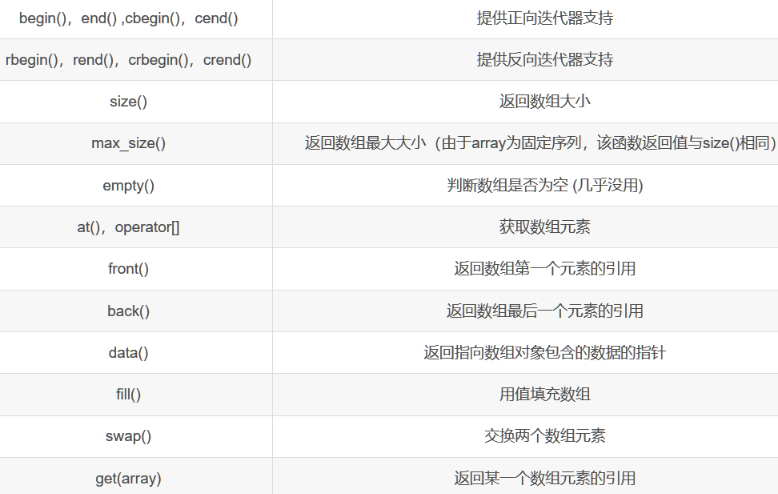 begin()，end() ,cbegin()，cend() 提供正向迭代器支持
rbegin()，rend()，crbegin()，crend() 提供反向迭代器支持
size() 返回数组大小
max_size() 返回数组最大大小（由于array为固定序列，该函数返回值与size()相同）
empty() 判断数组是否为空 (几乎没用)
at()，operator[] 获取数组元素
front() 返回数组第一个元素的引用
back() 返回数组最后一个元素的引用
data() 返回指向数组对象包含的数据的指针
fill() 用值填充数组
swap() 交换两个数组元素
get(array) 返回某一个数组元素的引用